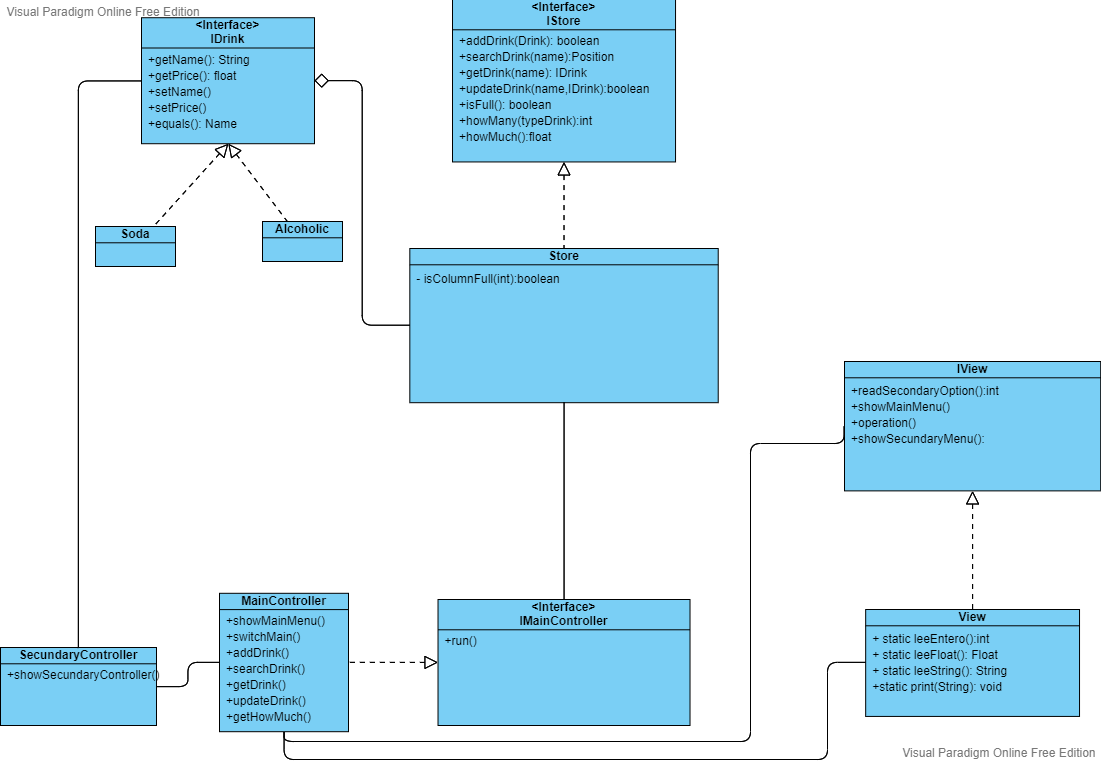 Visual Paradigm Online Free Edition
<Interface>
IDrink
+getName(): String
+getPrice(): float
+setName()
+setPrice()
+equals(): Name
<Interface>
IStore
+addDrink(Drink): boolean
+searchDrink(name):Position
+getDrink(name): IDrink
+updateDrink(name,IDrink):boolean
+isFull(): boolean
+howMany(typeDrink):int
+howMuch():float
Soda
Alcoholic
Store
- isColumnFull(int):boolean
IView
+readSecondaryOption():int
+showMainMenu()
+operation()
+showSecundaryMenu():
SecundaryController
+showSecundaryController()
MainController
+showMainMenu()
+switchMain()
+addDrink()
+searchDrink()
+getDrink()
+updateDrink()
+getHowMuch()
<Interface>
IMainController
+run()
View
+ static leeEntero():int
+ static leeFloat(): Float
+ static leeString(): String
+static print(String): void
Visual Paradigm Online Free Edition